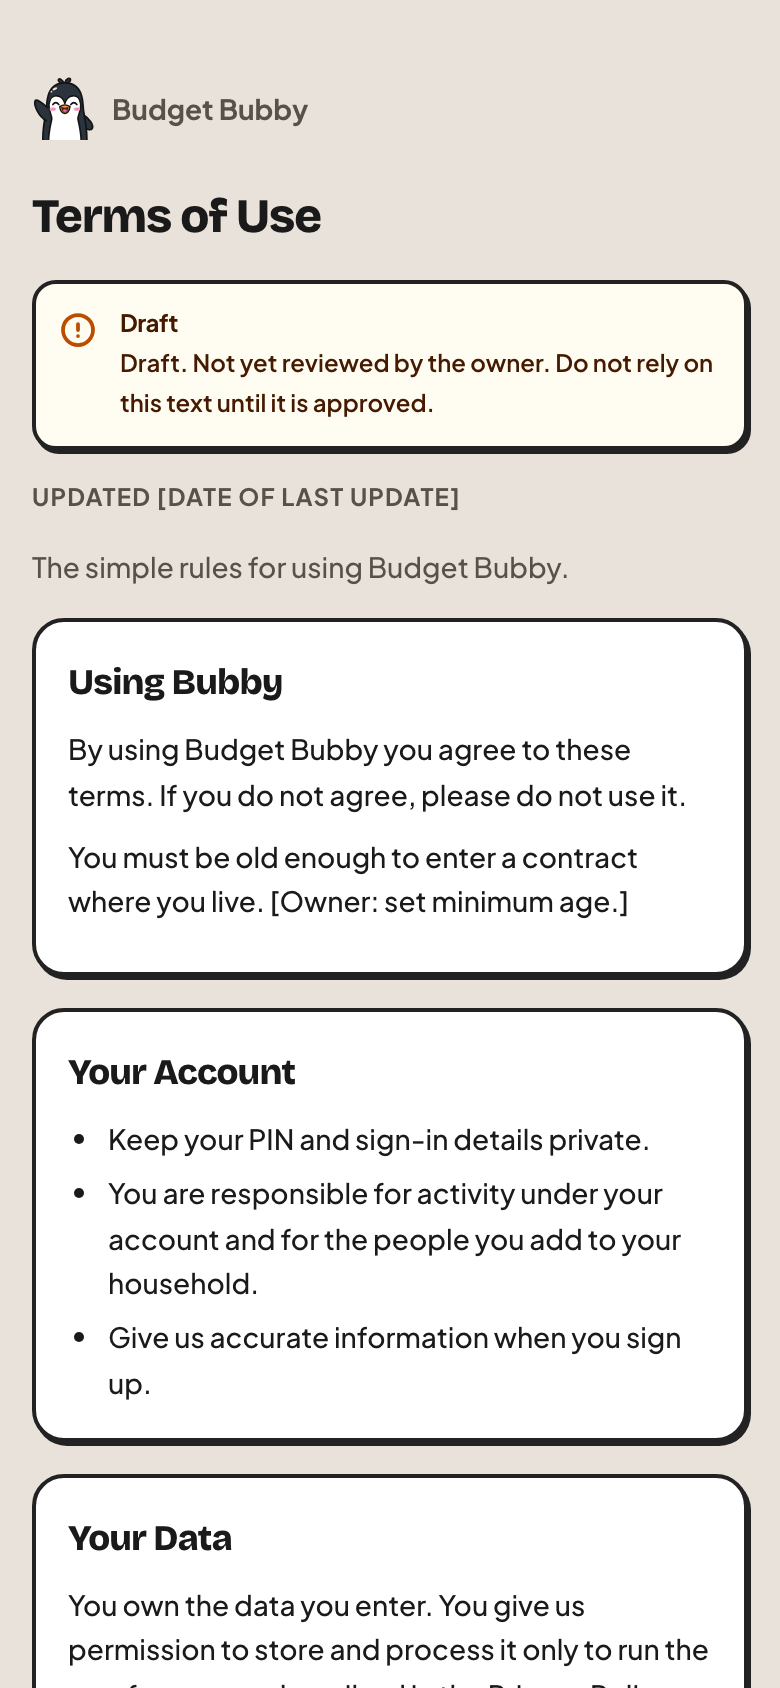 Budget Bubby
Terms of Use
Draft
Draft. Not yet reviewed by the owner. Do not rely on
this text until it is approved.
UPDATED [DATE OF LAST UPDATE]
The simple rules for using Budget Bubby.
Using Bubby
By using Budget Bubby you agree to these
terms. If you do not agree, please do not use it.
You must be old enough to enter a contract
where you live. [Owner: set minimum age.]
Your Account
• Keep your PIN and sign-in details private.
• You are responsible for activity under your
account and for the people you add to your
household.
• Give us accurate information when you sign
up.
Your Data
You own the data you enter. You give us
permission to store and process it only to run the